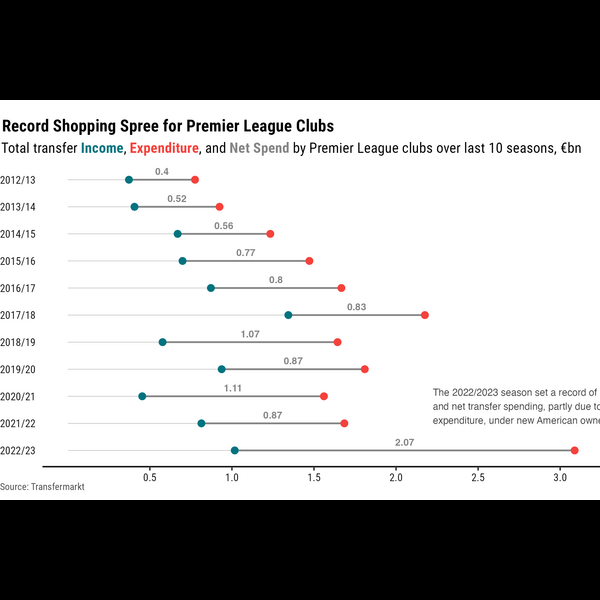 Record Shopping Spree for Premier League Clubs
Total transfer Income, Expenditure, and Net Spend by Premier League clubs over last 10 seasons, €bn
2012/13 0.4
2013/14 0.52
2014/15 0.56
2015/16 0.77
2016/17 0.8
2017/18 0.83
2018/19 1.07
2019/20 0.87
2020/21 1.11
The 2022/2023 season set a record of
and net transfer spending, partly due to
expenditure, under new American
2021/22 0.87
2022/23 2.07
0.5 1.0 1.5 2.0 2.5 3.0
Source: Transfermarkt